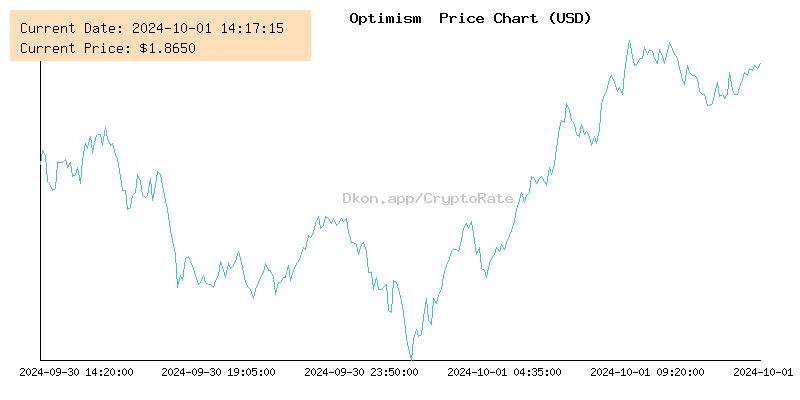 Optimism  Price Chart (USD)
Current Date: 2024-10-01 14:17:15
Current Price: $1.8650
Dkon.app/CryptoRate
2024-09-30 14:20:00 2024-09-30 19:05:00 2024-09-30 23:50:00 2024-10-01 04:35:00 2024-10-01 09:20:00 2024-10-01